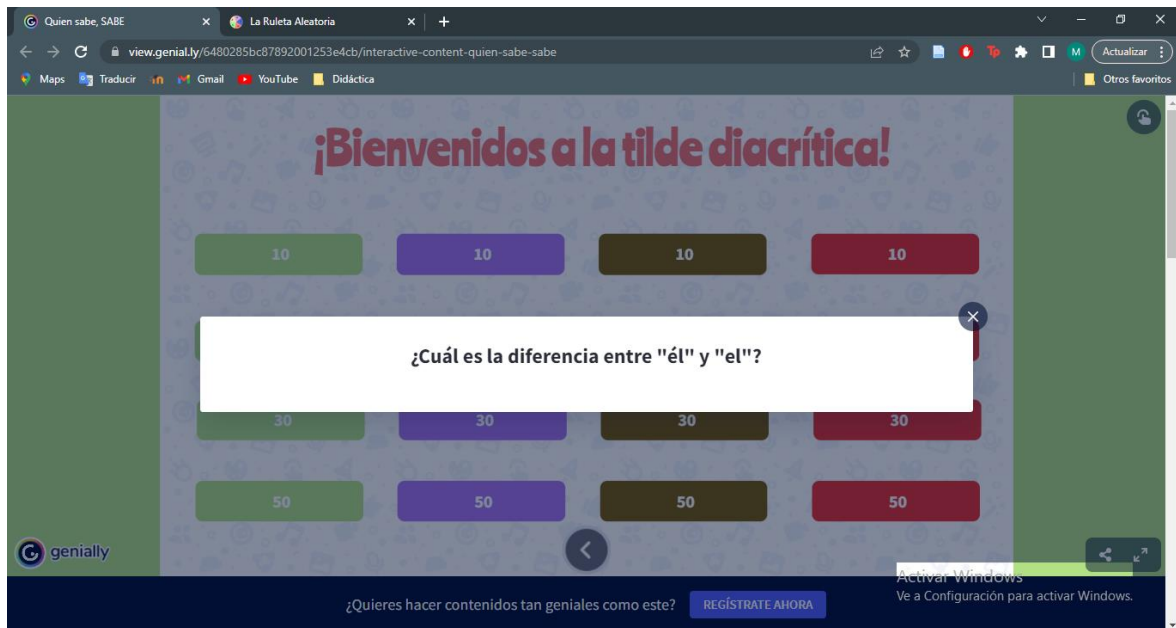 Quien sabe, SABE
La Ruleta Aleatoria
view.genial.ly/6480285bc87892001253e4cb/interactive-content-quien-sabe-sabe
Tp
M
Actualizar
Maps
Traducir
Gmail
YouTube
Didáctica
Otros favoritos
¡Bienvenidos a la tilde diacrítica!
10 10 10 10
¿Cuál es la diferencia entre "él" y "el"?
30 30 30 30
50 50 50 50
genially
Activar Windows
Ve a Configuración para activar Windows.
¿Quieres hacer contenidos tan geniales como este? REGÍSTRATE AHORA